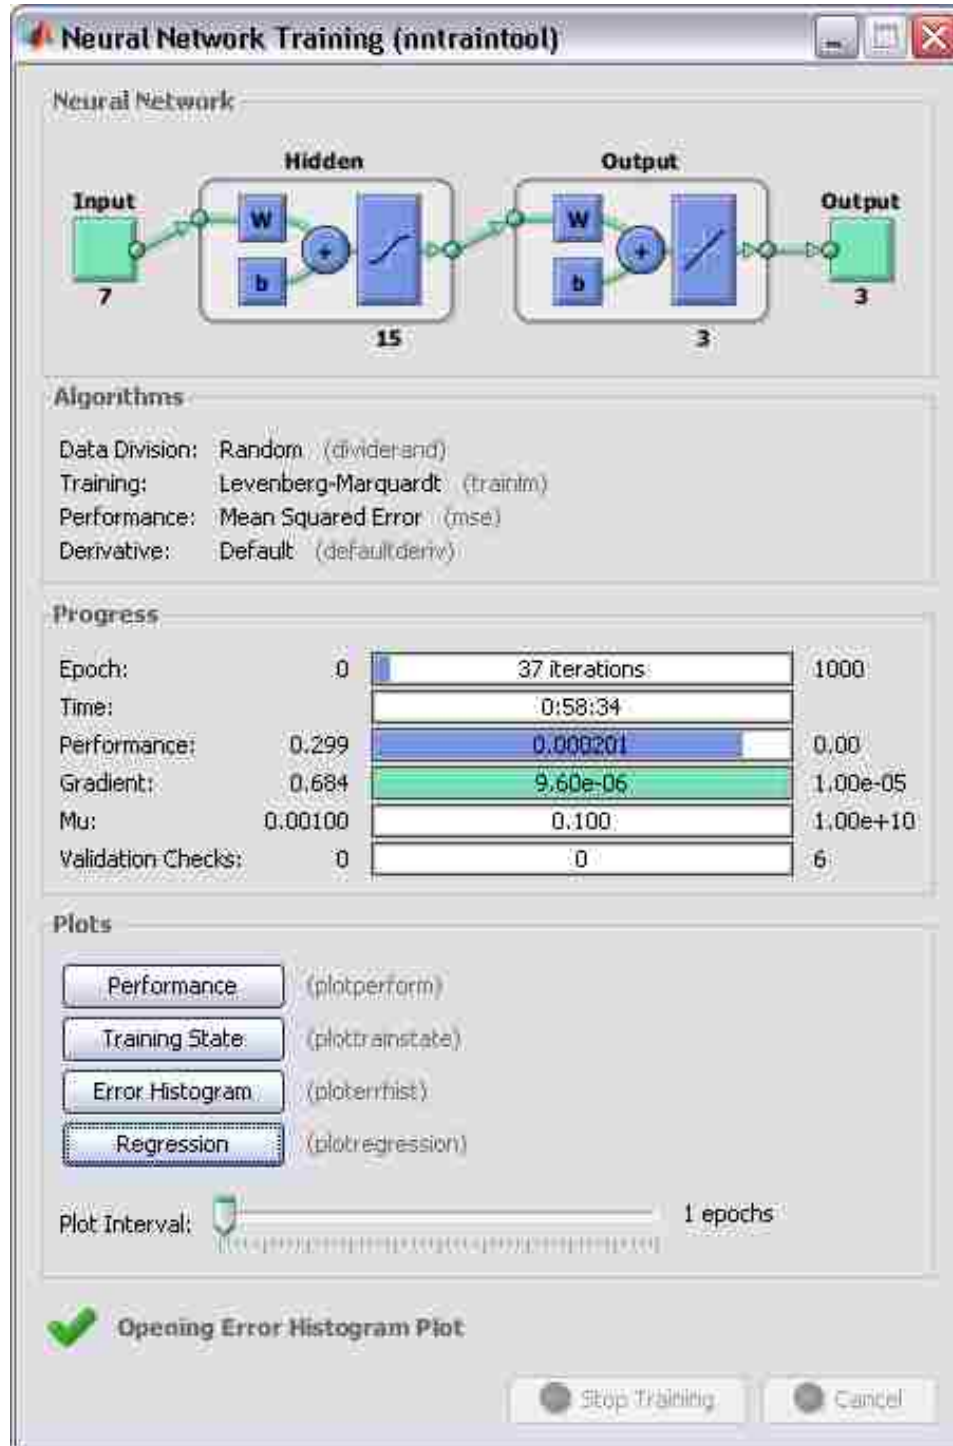 Neural Network Training (nntraintool)
Neural Network
Hidden
Output
Input
Output
W
W
b
+
b
+
7
15
3
3
Algorithms
Data Division: Random (dividerand)
Training: Levenberg-Marquardt (trainlm)
Performance: Mean Squared Error (mse)
Derivative: Default (defaultderiv)
Progress
Epoch: 0 37 iterations 1000
Time: 0:58:34
Performance: 0.299 0.000201 0.00
Gradient: 0.684 9.60e-06 1.00e-05
Mu: 0.00100 0.100 1.00e+10
Validation Checks: 0 0 6
Plots
Performance (plotperform)
Training State (plottrainstate)
Error Histogram (ploterrhist)
Regression (plotregression)
Plot Interval: 1 epochs
Opening Error Histogram Plot
Stop Training Cancel